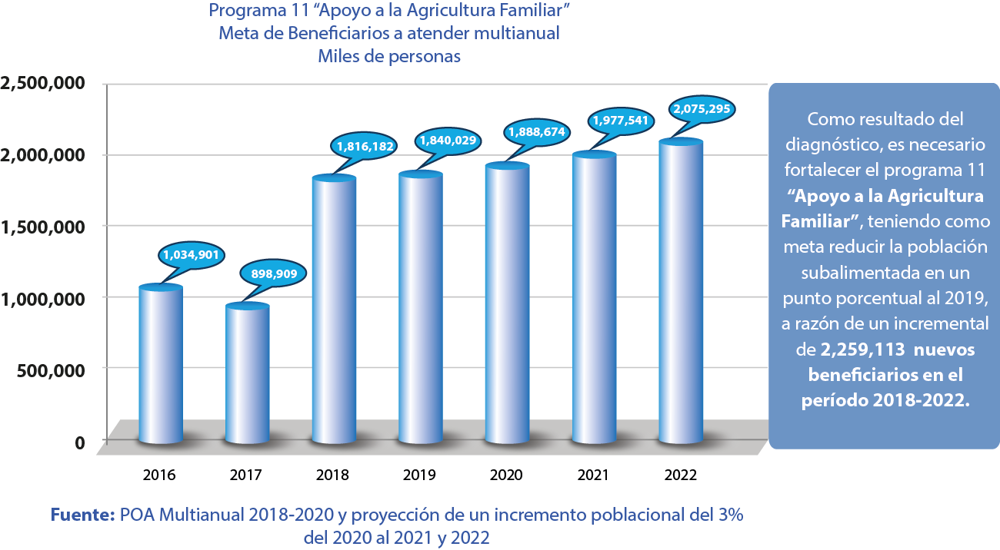 Programa 11 “Apoyo a la Agricultura Familiar”
Meta de Beneficiarios a atender multianual
Miles de personas
2,500,000
2,000,000
1,500,000
1,000,000
500,000
0
1,034,901
898,909
1,816,182
1,840,029
1,888,674
1,977,541
2,075,295
2016
2017
2018
2019
2020
2021
2022
Como resultado del
diagnóstico, es necesario
fortalecer el programa 11
“Apoyo a la Agricultura
Familiar”, teniendo como
meta reducir la población
subalimentada en un
punto porcentual al 2019,
a razón de un incremental
de 2,259,113 nuevos
beneficiarios en el
período 2018-2022.
Fuente: POA Multianual 2018-2020 y proyección de un incremento poblacional del 3%
del 2020 al 2021 y 2022